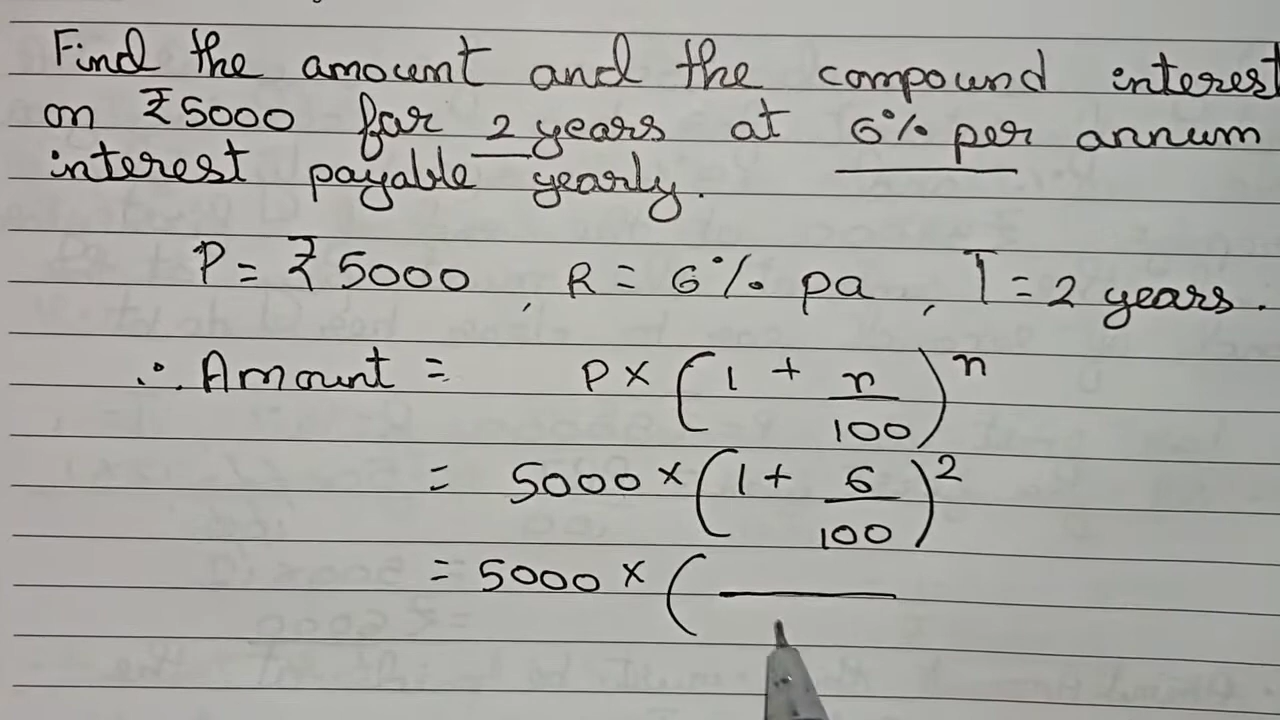 Find the amount and the compound interest
on ₹5000 for 2 years at 6% per annum
interest payable yearly.
P = ₹5000, R = 6% pa, T = 2 years.
∴ Amount = P × (1 + r/100)^n
= 5000 × (1 + 6/100)^2
= 5000 × (